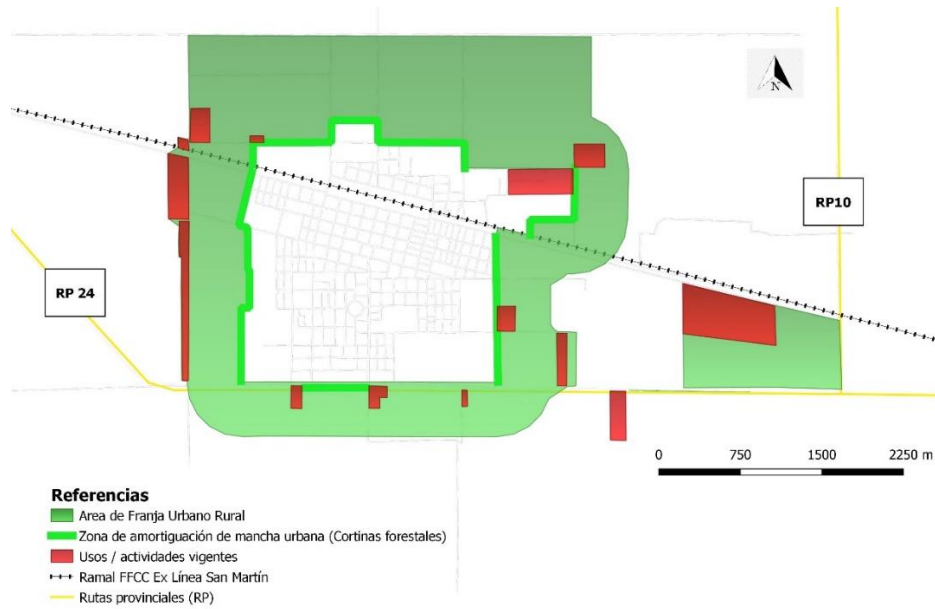 N
RP10
RP 24
0 750 1500 2250 m
Referencias
Area de Franja Urbano Rural
Zona de amortiguación de mancha urbana (Cortinas forestales)
Usos / actividades vigentes
Ramal FFCC Ex Línea San Martín
Rutas provinciales (RP)